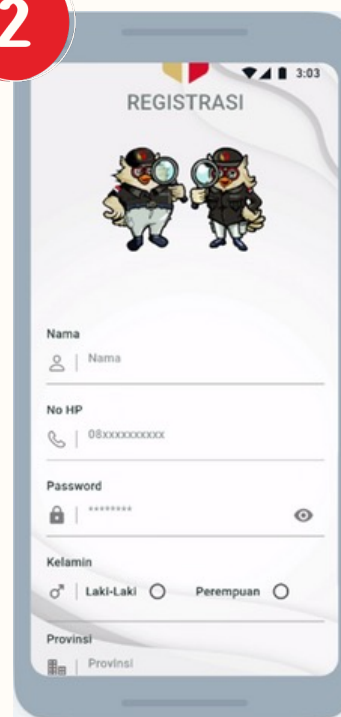 2
3:03
REGISTRASI
Nama
Nama
No HP
08xxxxxxxxxx
Password
********
Kelamin
Laki-Laki Perempuan
Provinsi
Provinsi